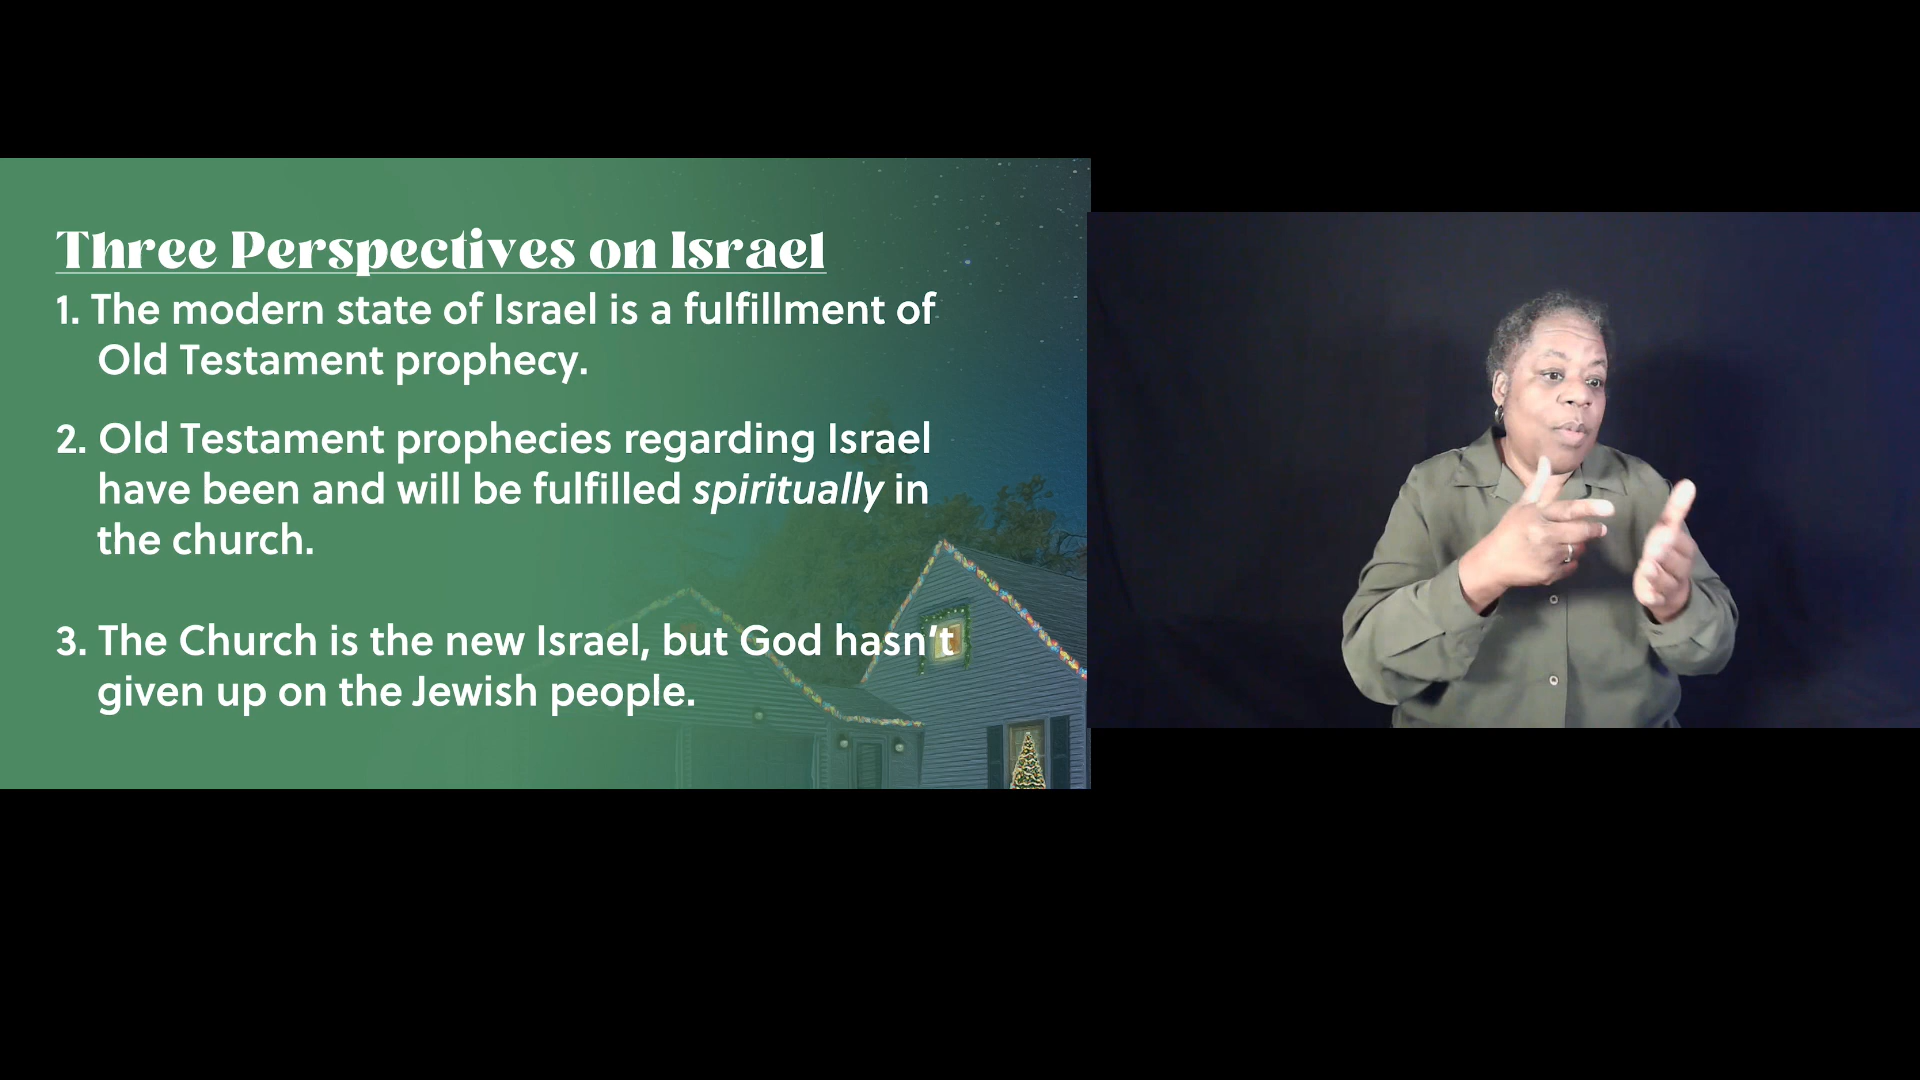 Three Perspectives on Israel
1. The modern state of Israel is a fulfillment of
Old Testament prophecy.
2. Old Testament prophecies regarding Israel
have been and will be fulfilled spiritually in
the church.
3. The Church is the new Israel, but God hasn't
given up on the Jewish people.